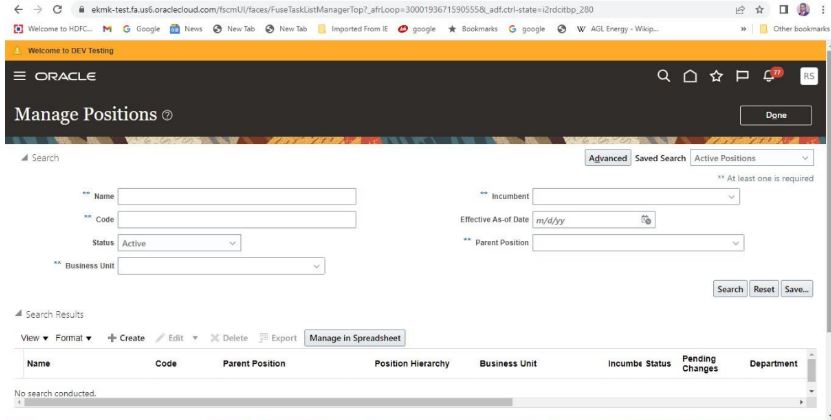 ekmk-test.fa.us6.oraclecloud.com/fscmUI/faces/FuseTaskListManagerTop?_afrLoop=30001936715905558&_adf.ctrl-state=i2rdcitbp_280
Welcome to HDFC... M G Google News New Tab New Tab Imported From IE google Bookmarks G google W AGL Energy - Wikip... » Other bookmarks
Welcome to DEV Testing
ORACLE 77 RS
Manage Positions Done
Search Advanced Saved Search Active Positions
** At least one is required
** Name ** Incumbent
** Code Effective As-of Date m/d/yy
Status Active ** Parent Position
** Business Unit
Search Reset Save...
Search Results
View Format Create Edit Delete Export Manage in Spreadsheet
Name Code Parent Position Position Hierarchy Business Unit Incumbe Status Pending Changes Department
No search conducted.